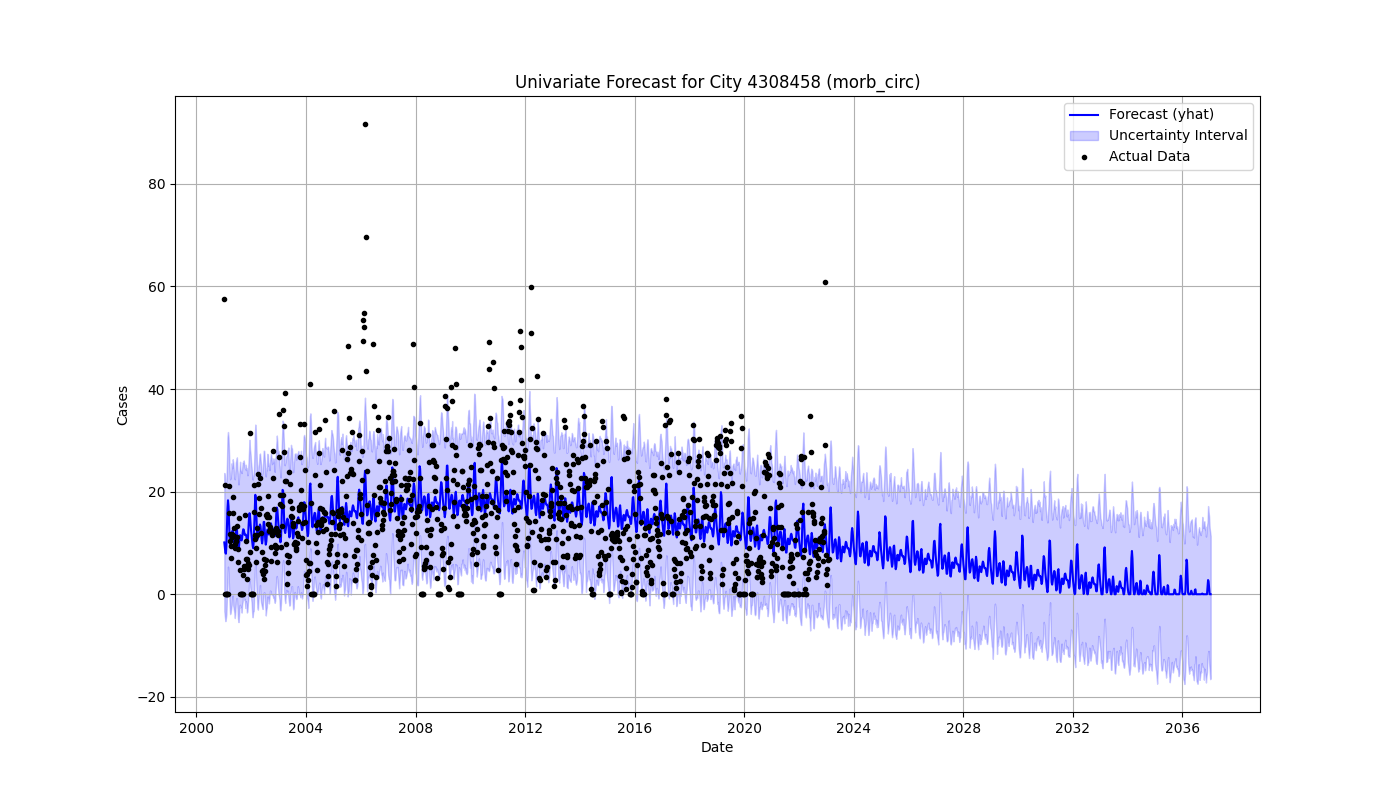 Univariate Forecast for City 4308458 (morb_circ)
Forecast (yhat)
Uncertainty Interval
Actual Data
Cases
80
60
40
20
0
−20
2000 2004 2008 2012 2016 2020 2024 2028 2032 2036
Date